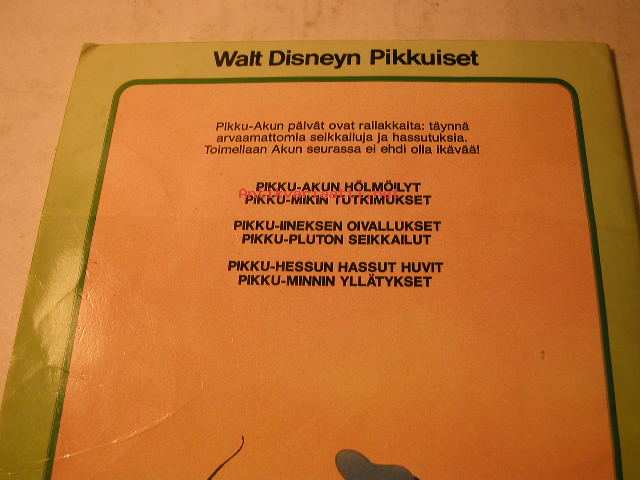 Walt Disneyn Pikkuiset
Pikku-Akun päivät ovat railakkaita: täynnä
arvaamattomia seikkailuja ja hassutuksia.
Toimeliaan Akun seurassa ei ehdi olla ikävää!
PIKKU-AKUN HÖLMÖILYT
PIKKU-MIKIN TUTKIMUKSET
PIKKU-IINEKSEN OIVALLUKSET
PIKKU-PLUTON SEIKKAILUT
PIKKU-HESSUN HASSUT HUVIT
PIKKU-MINNIN YLLÄTYKSET